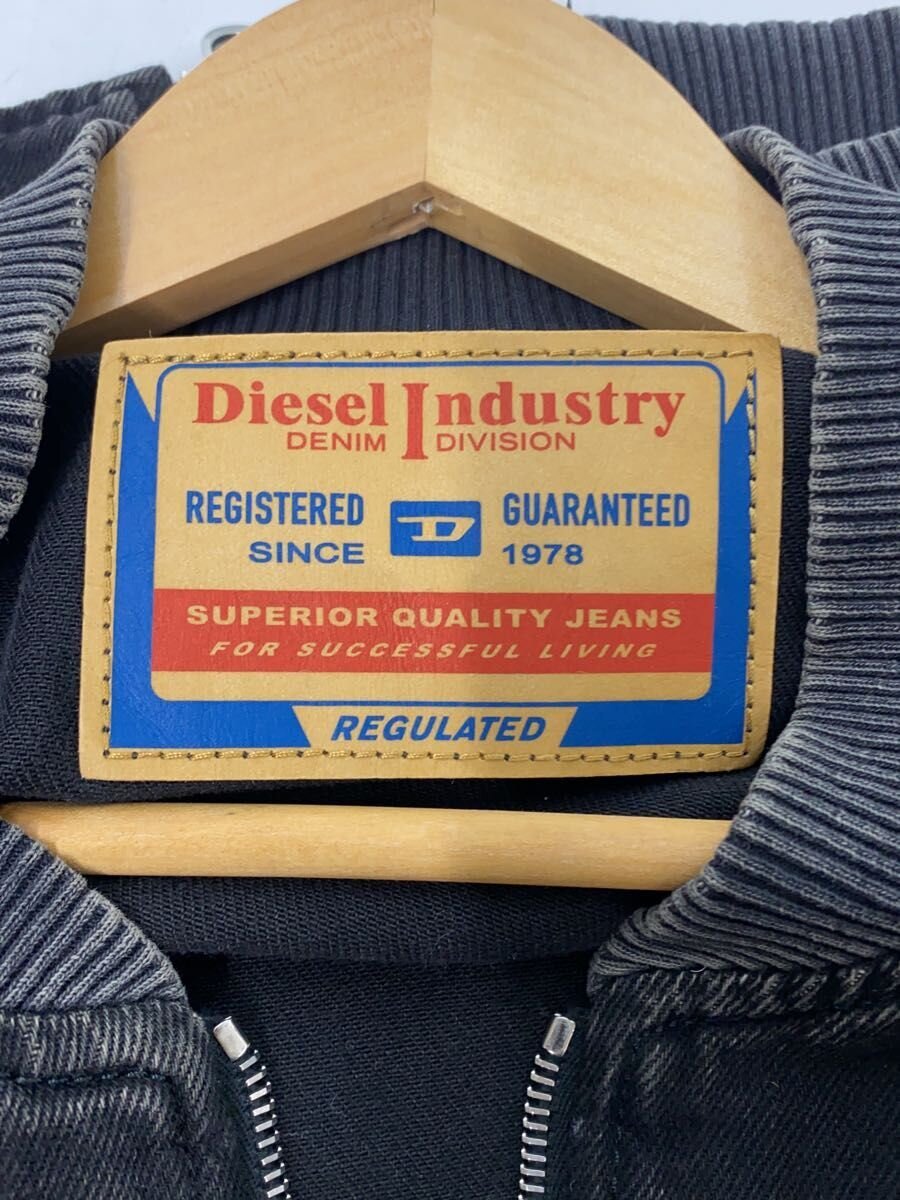 Diesel Industry
DENIM DIVISION
REGISTERED D GUARANTEED
SINCE 1978
SUPERIOR QUALITY JEANS
FOR SUCCESSFUL LIVING
REGULATED